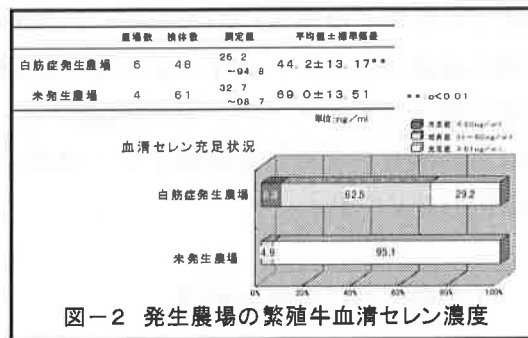 農場数 検体数 測定値 平均値±標準偏差
白筋症発生農場 6 48 25.2～94.8 44.2±13.17**
未発生農場 4 61 32.7～98.7 69.0±13.51
**:p<0.01
単位:ng／ml
血清セレン充足状況
白筋症発生農場 62.5 29.2
未発生農場 4.9 95.1
0% 20% 40% 60% 80% 100%
図－2 発生農場の繁殖牛血清セレン濃度